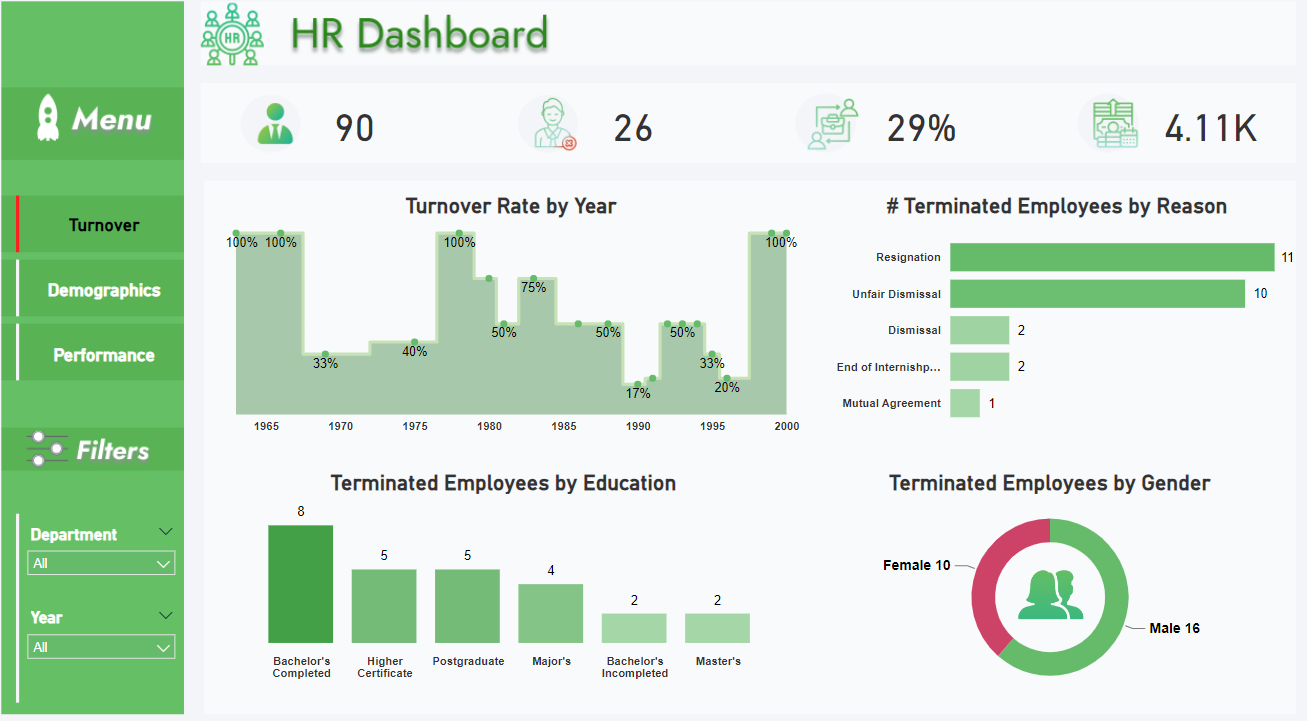 HR
HR Dashboard
Menu
90
26
29%
4.11K
Turnover
Demographics
Performance
Filters
Department
All
Year
All
Turnover Rate by Year
100%
100%
33%
40%
100%
50%
75%
50%
17%
50%
33%
20%
100%
1965
1970
1975
1980
1985
1990
1995
2000
# Terminated Employees by Reason
Resignation
11
Unfair Dismissal
10
Dismissal
2
End of Internishp...
2
Mutual Agreement
1
Terminated Employees by Education
8
5
5
4
2
2
Bachelor's
Completed
Higher
Certificate
Postgraduate
Major's
Bachelor's
Incompleted
Master's
Terminated Employees by Gender
Female 10
Male 16